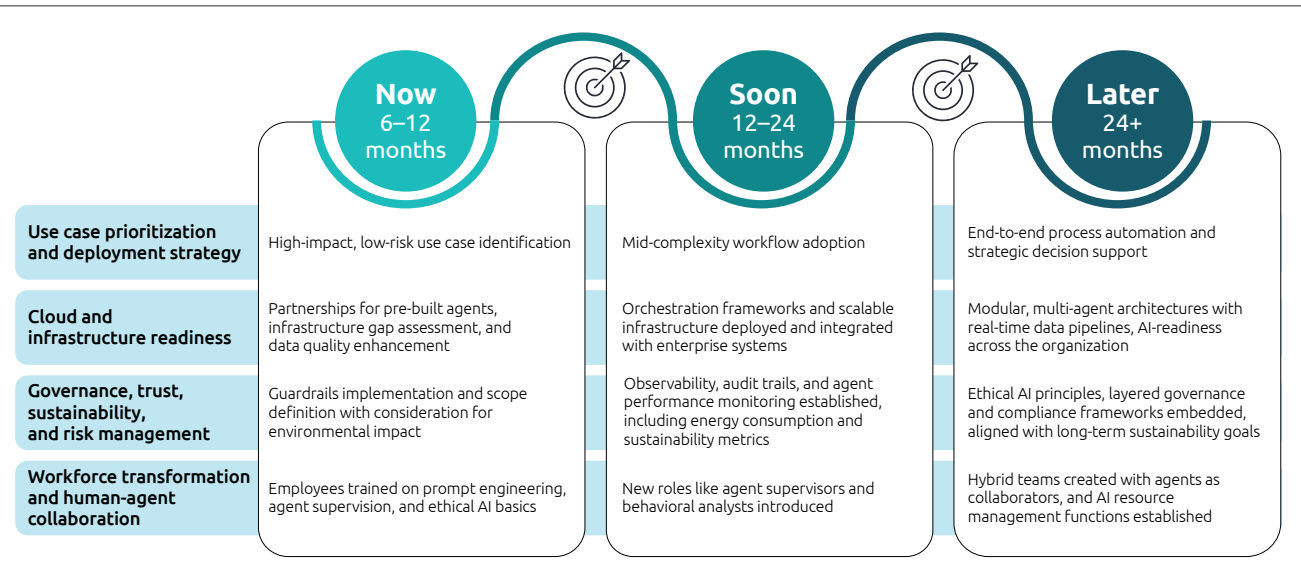 Now
6–12
months
Soon
12–24
months
Later
24+
months
Use case prioritization
and deployment strategy
High-impact, low-risk use case identification
Mid-complexity workflow adoption
End-to-end process automation and
strategic decision support
Cloud and
infrastructure readiness
Partnerships for pre-built agents,
infrastructure gap assessment, and
data quality enhancement
Orchestration frameworks and scalable
infrastructure deployed and integrated
with enterprise systems
Modular, multi-agent architectures with
real-time data pipelines, AI-readiness
across the organization
Governance, trust,
sustainability,
and risk management
Guardrails implementation and scope
definition with consideration for
environmental impact
Observability, audit trails, and agent
performance monitoring established,
including energy consumption and
sustainability metrics
Ethical AI principles, layered governance
and compliance frameworks embedded,
aligned with long-term sustainability goals
Workforce transformation
and human-agent
collaboration
Employees trained on prompt engineering,
agent supervision, and ethical AI basics
New roles like agent supervisors and
behavioral analysts introduced
Hybrid teams created with agents as
collaborators, and AI resource
management functions established